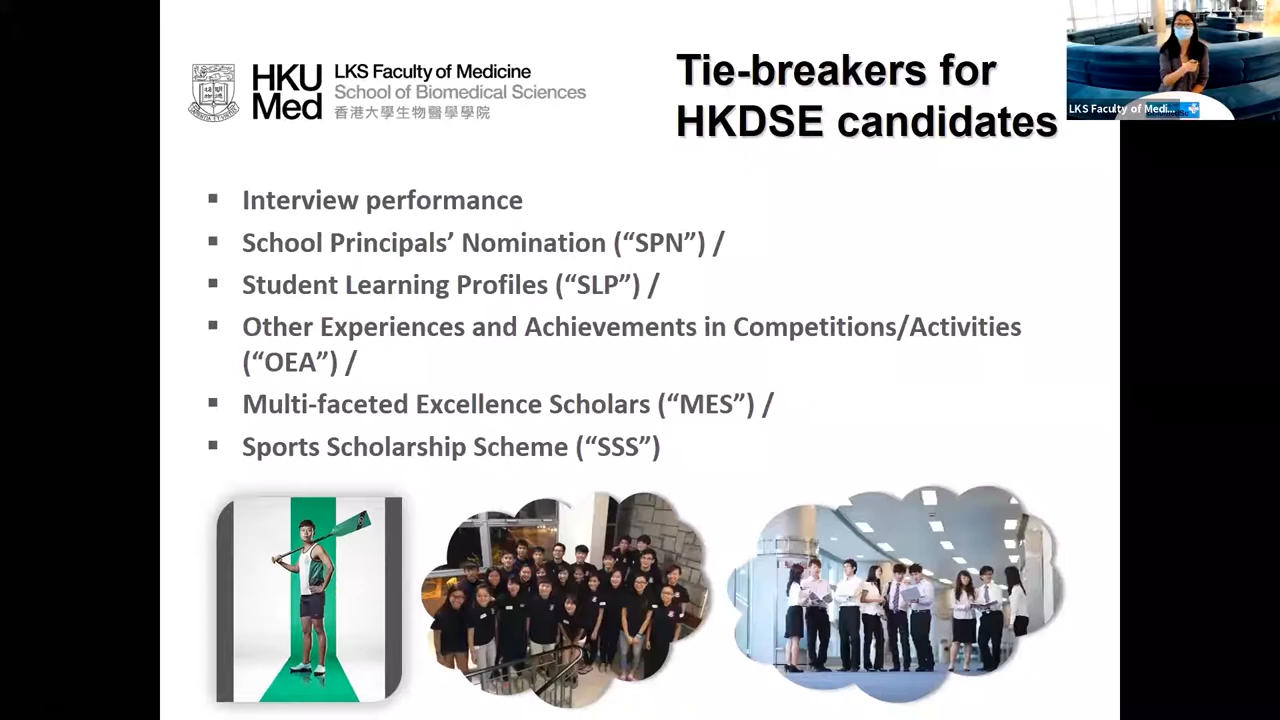 HKU Med
LKS Faculty of Medicine
School of Biomedical Sciences
香港大學生物醫學學院
Tie-breakers for
HKDSE candidates
LKS Faculty of Medi...
Interview performance
School Principals’ Nomination (“SPN”) /
Student Learning Profiles (“SLP”) /
Other Experiences and Achievements in Competitions/Activities
(“OEA”) /
Multi-faceted Excellence Scholars (“MES”) /
Sports Scholarship Scheme (“SSS”)